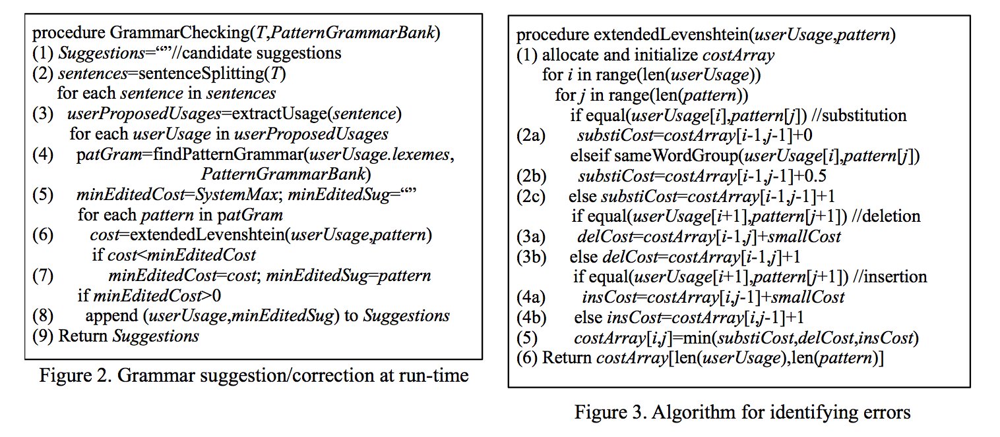 procedure GrammarChecking(T,PatternGrammarBank)
(1) Suggestions=“”//candidate suggestions
(2) sentences=sentenceSplitting(T)
for each sentence in sentences
(3) userProposedUsages=extractUsage(sentence)
for each userUsage in userProposedUsages
(4) patGram=findPatternGrammar(userUsage.lexemes,
PatternGrammarBank)
(5) minEditedCost=SystemMax; minEditedSug=“”
for each pattern in patGram
(6) cost=extendedLevenshtein(userUsage,pattern)
if cost<minEditedCost
(7) minEditedCost=cost; minEditedSug=pattern
if minEditedCost>0
(8) append (userUsage,minEditedSug) to Suggestions
(9) Return Suggestions
Figure 2. Grammar suggestion/correction at run-time
procedure extendedLevenshtein(userUsage,pattern)
(1) allocate and initialize costArray
for i in range(len(userUsage))
for j in range(len(pattern))
if equal(userUsage[i],pattern[j]) //substitution
(2a) substiCost=costArray[i-1,j-1]+0
elseif sameWordGroup(userUsage[i],pattern[j])
(2b) substiCost=costArray[i-1,j-1]+0.5
(2c) else substiCost=costArray[i-1,j-1]+1
if equal(userUsage[i+1],pattern[j+1]) //deletion
(3a) delCost=costArray[i-1,j]+smallCost
(3b) else delCost=costArray[i-1,j]+1
if equal(userUsage[i+1],pattern[j+1]) //insertion
(4a) insCost=costArray[i,j-1]+smallCost
(4b) else insCost=costArray[i,j-1]+1
(5) costArray[i,j]=min(substiCost,delCost,insCost)
(6) Return costArray[len(userUsage),len(pattern)]
Figure 3. Algorithm for identifying errors